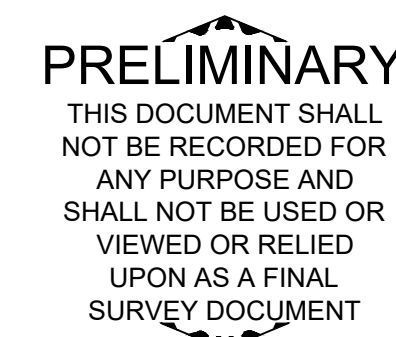 PRELIMINARY
THIS DOCUMENT SHALL
NOT BE RECORDED FOR
ANY PURPOSE AND
SHALL NOT BE USED OR
VIEWED OR RELIED
UPON AS A FINAL
SURVEY DOCUMENT